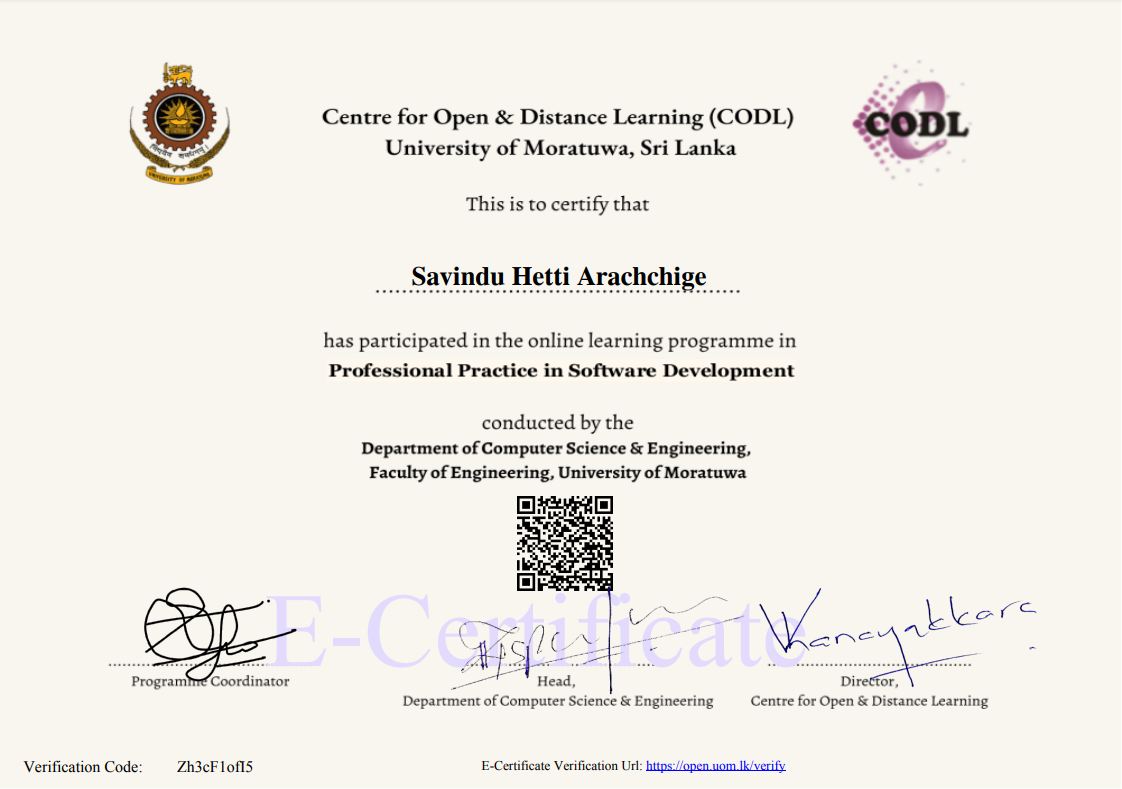 Centre for Open & Distance Learning (CODL)
University of Moratuwa, Sri Lanka
CODL
UNIVERSITY OF MORATUWA
This is to certify that
Savindu Hetti Arachchige
has participated in the online learning programme in
Professional Practice in Software Development
conducted by the
Department of Computer Science & Engineering,
Faculty of Engineering, University of Moratuwa
E-Certificate
Programme Coordinator
Head,
Department of Computer Science & Engineering
Director,
Centre for Open & Distance Learning
Verification Code: Zh3cF1ofI5
E-Certificate Verification Url: https://open.uom.lk/verify